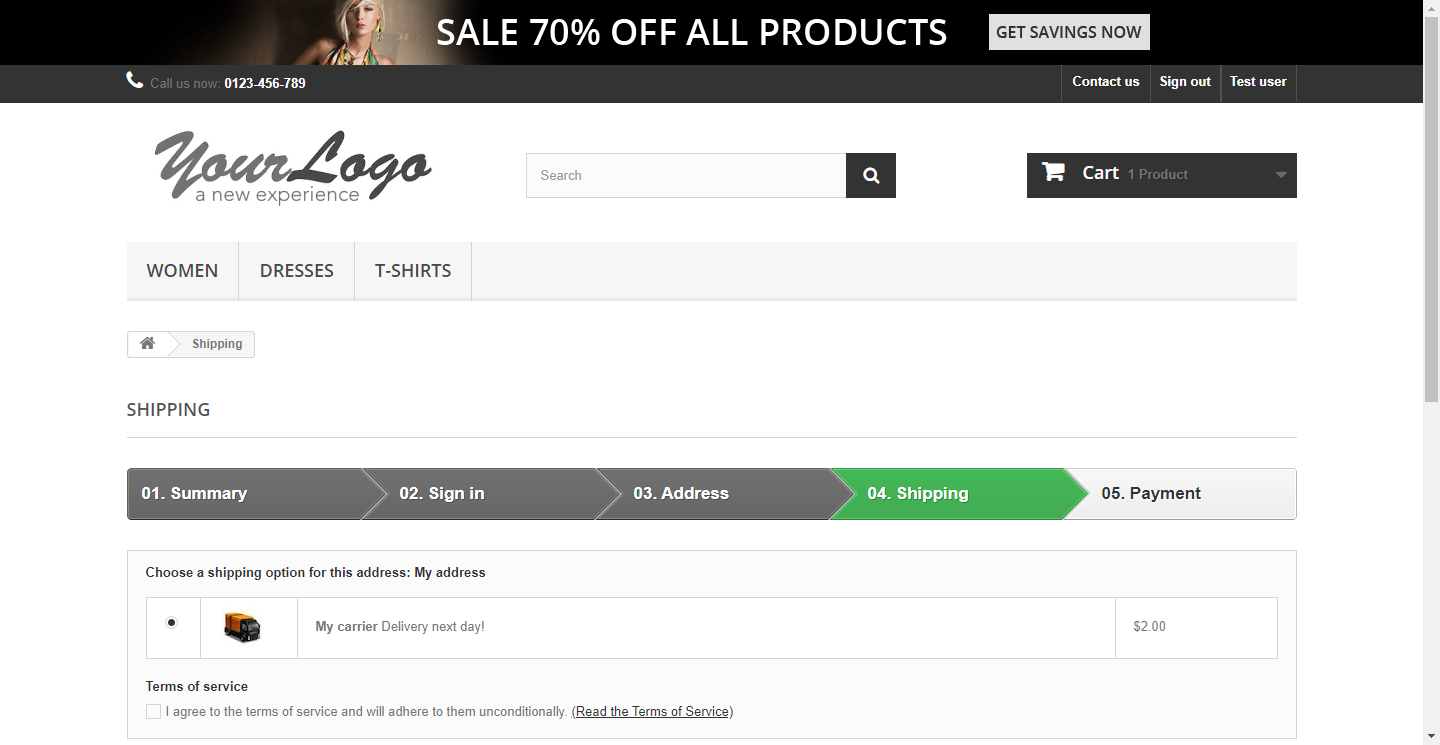 SALE 70% OFF ALL PRODUCTS GET SAVINGS NOW
Call us now: 0123-456-789 Contact us Sign out Test user
Your Logo
a new experience
Search
Cart 1 Product
WOMEN DRESSES T-SHIRTS
Shipping
SHIPPING
01. Summary 02. Sign in 03. Address 04. Shipping 05. Payment
Choose a shipping option for this address: My address
My carrier Delivery next day! $2.00
Terms of service
I agree to the terms of service and will adhere to them unconditionally. (Read the Terms of Service)